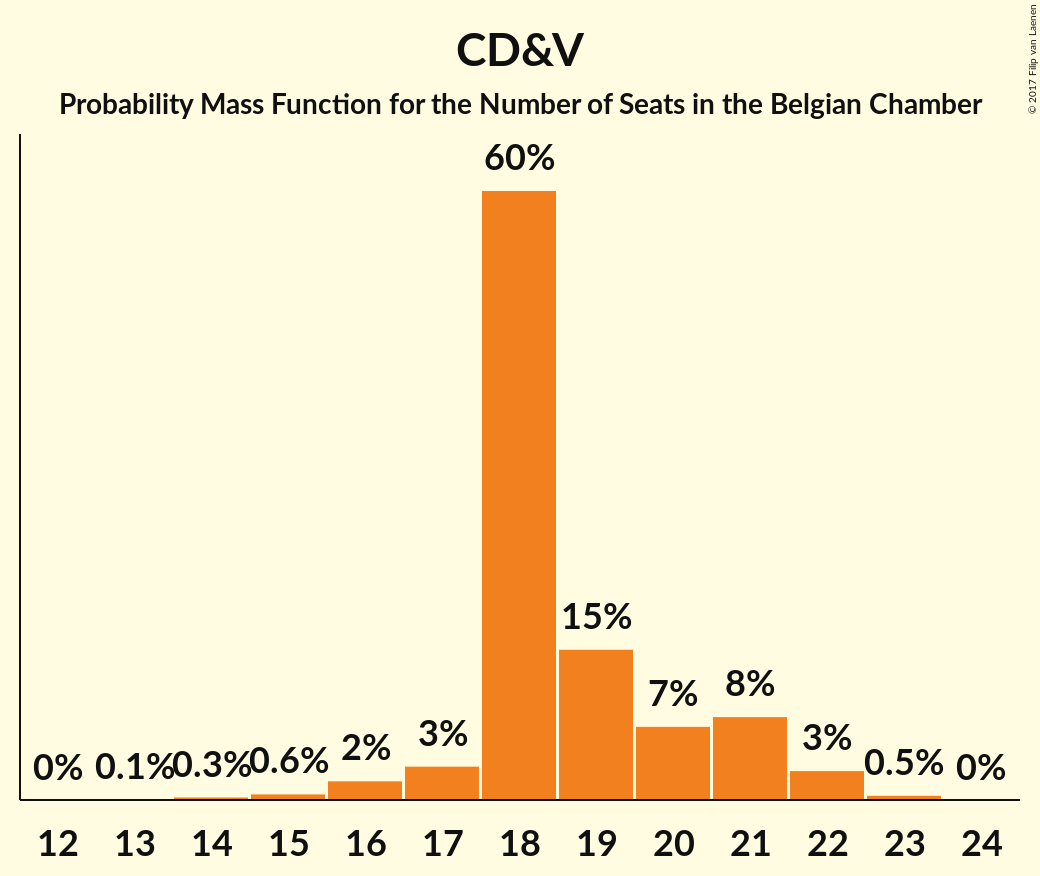 CD&V
Probability Mass Function for the Number of Seats in the Belgian Chamber
© 2017 Filip van Laenen
60%
15%
7%
8%
3%
2%
3%
0% 0.1% 0.3% 0.6% 0.5% 0%
12 13 14 15 16 17 18 19 20 21 22 23 24